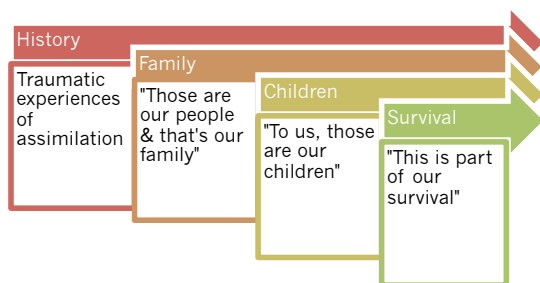 History
Traumatic
experiences
of
assimilation
Family
"Those are
our people
& that's our
family"
Children
"To us, those
are our
children"
Survival
"This is part
of our
survival"